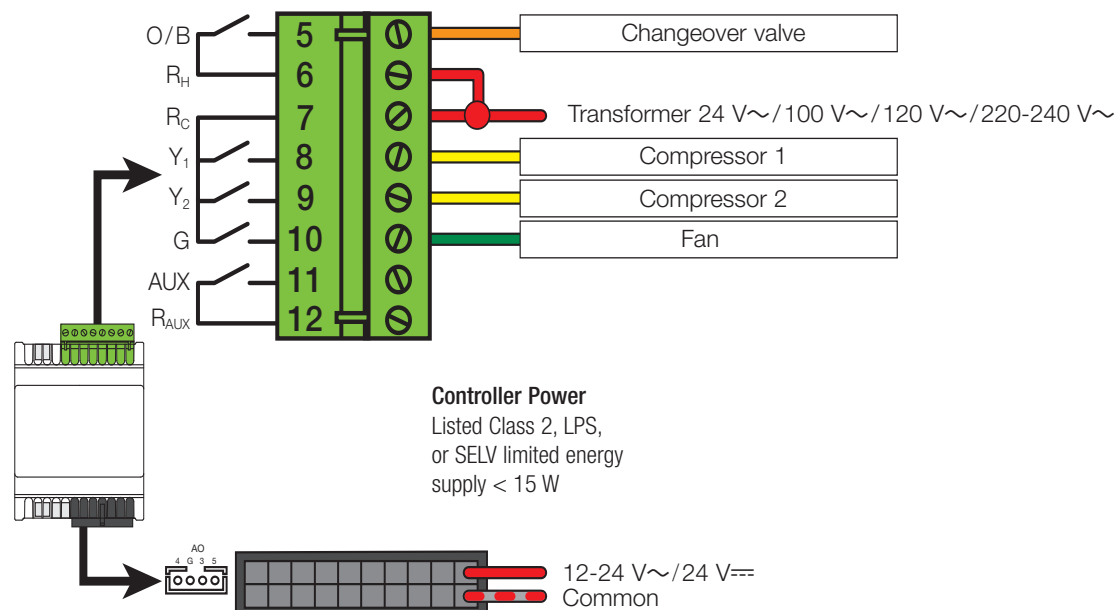 O/B 5 Changeover valve
RH 6
RC 7 Transformer 24 V～/100 V～/120 V～/220-240 V～
Y1 8 Compressor 1
Y2 9 Compressor 2
G 10 Fan
AUX 11
RAUX 12
Controller Power
Listed Class 2, LPS,
or SELV limited energy
supply < 15 W
AO
4 G 3 5
12-24 V～/24 V⎓
Common